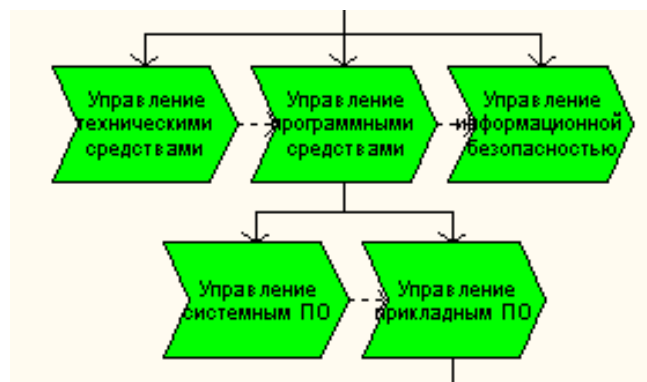 Управление
техническими
средствами
Управление
программными
средствами
Управление
информационной
безопасностью
Управление
системным ПО
Управление
прикладным ПО